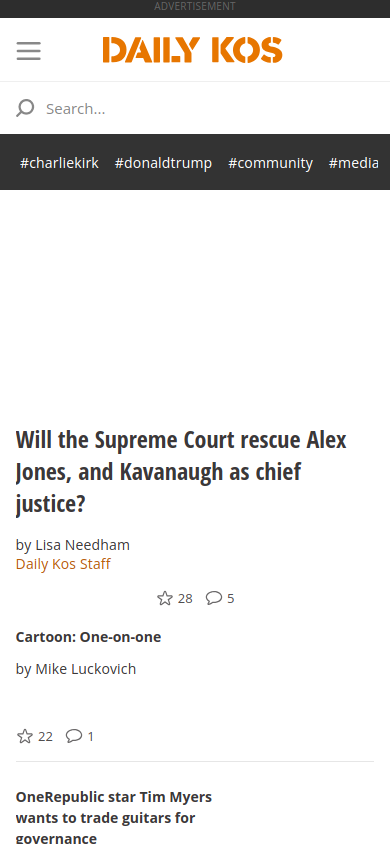 ADVERTISEMENT
DAILY KOS
Search...
#charliekirk #donaldtrump #community #media
Will the Supreme Court rescue Alex
Jones, and Kavanaugh as chief
justice?
by Lisa Needham
Daily Kos Staff
28 5
Cartoon: One-on-one
by Mike Luckovich
22 1
OneRepublic star Tim Myers
wants to trade guitars for
governance